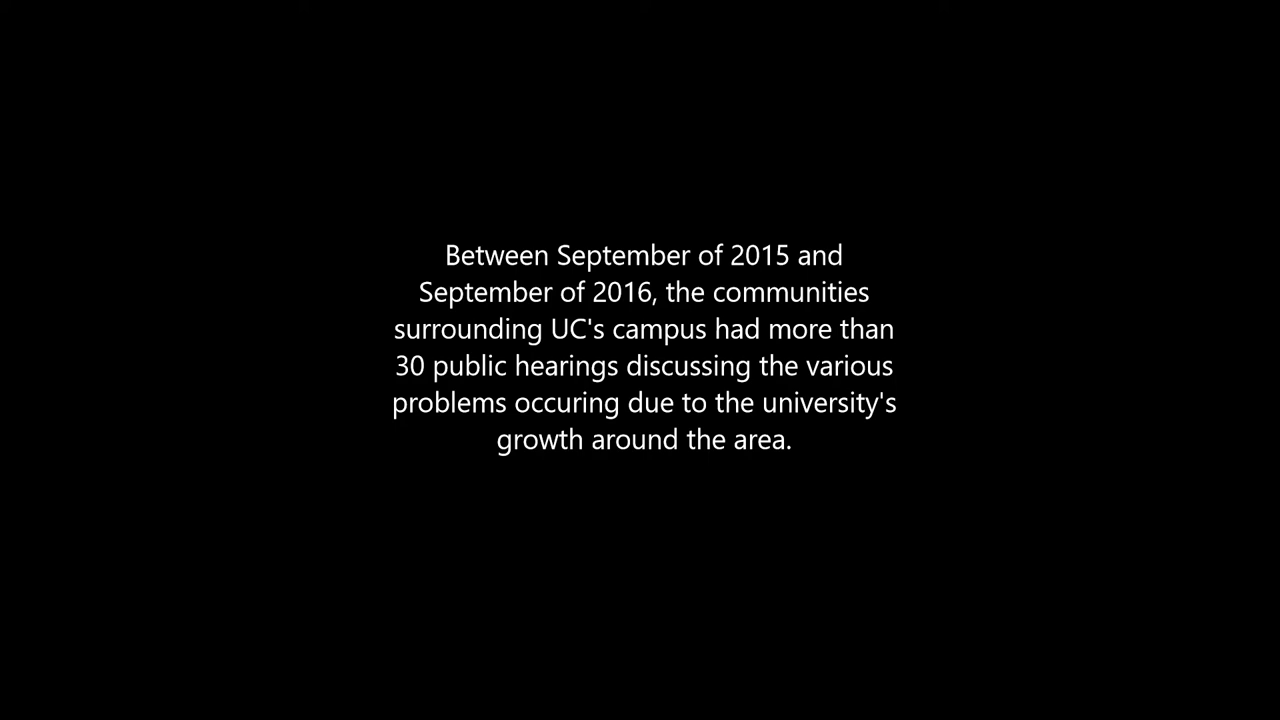 Between September of 2015 and
September of 2016, the communities
surrounding UC's campus had more than
30 public hearings discussing the various
problems occuring due to the university's
growth around the area.